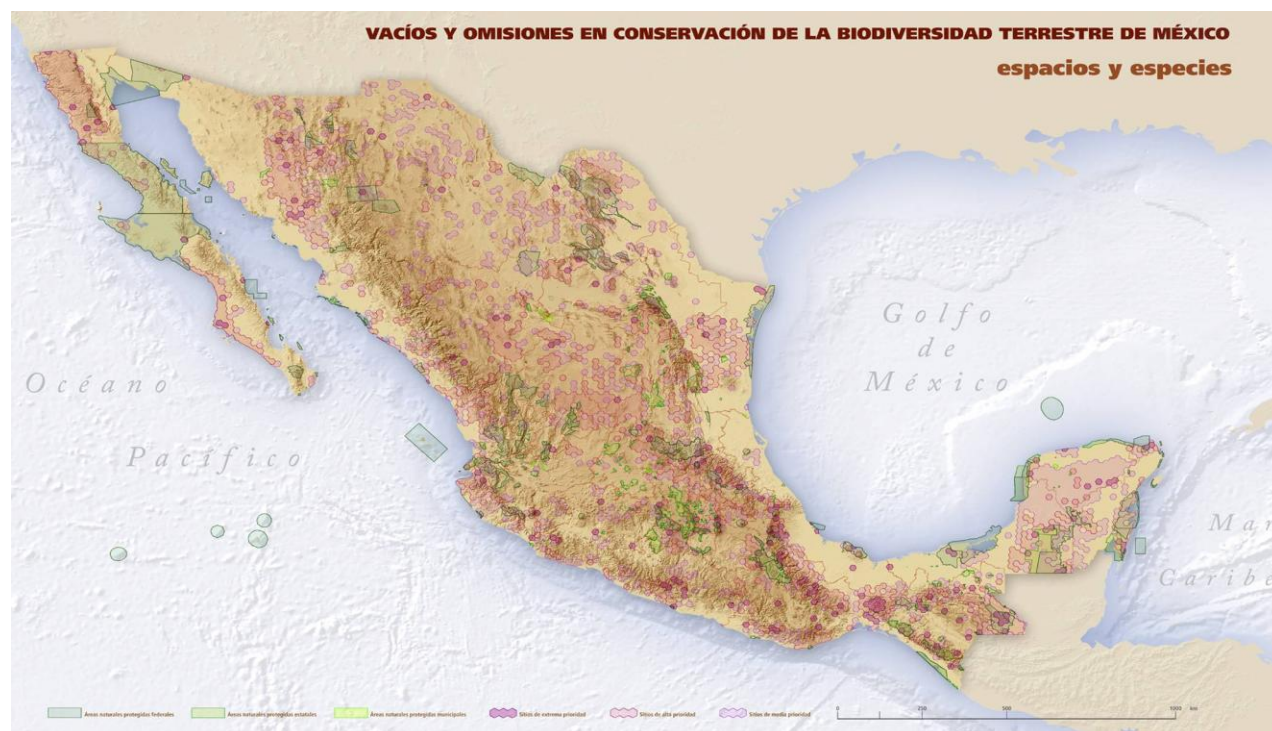 VACÍOS Y OMISIONES EN CONSERVACIÓN DE LA BIODIVERSIDAD TERRESTRE DE MÉXICO
espacios y especies
Golfo
de
México
Océano
Pacífico
Mar
Caribe
Áreas naturales protegidas federales
Áreas naturales protegidas estatales
Áreas naturales protegidas municipales
Sitios de extrema prioridad
Sitios de alta prioridad
Sitios de media prioridad
0 250 500 1000 km